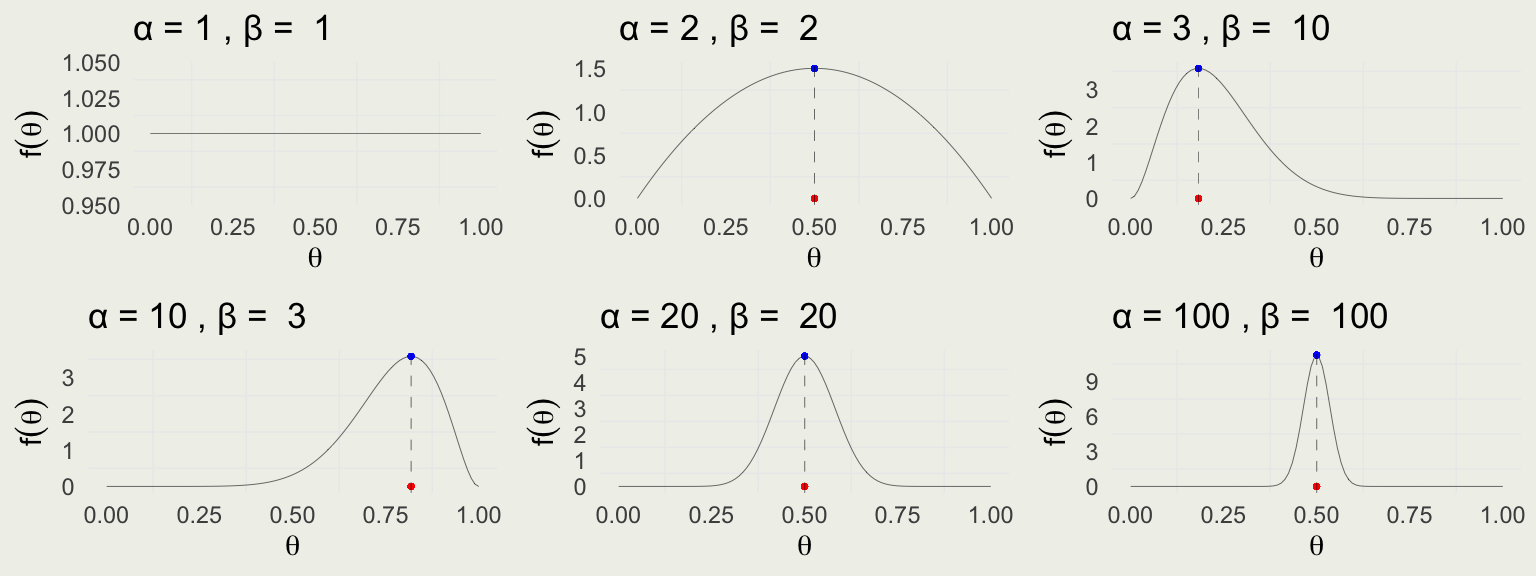 α = 1 , β =  1
f(θ)
1.050
1.025
1.000
0.975
0.950
0.00 0.25 0.50 0.75 1.00
θ
α = 2 , β =  2
f(θ)
1.5
1.0
0.5
0.0
0.00 0.25 0.50 0.75 1.00
θ
α = 3 , β =  10
f(θ)
3
2
1
0
0.00 0.25 0.50 0.75 1.00
θ
α = 10 , β =  3
f(θ)
3
2
1
0
0.00 0.25 0.50 0.75 1.00
θ
α = 20 , β =  20
f(θ)
5
4
3
2
1
0
0.00 0.25 0.50 0.75 1.00
θ
α = 100 , β =  100
f(θ)
9
6
3
0
0.00 0.25 0.50 0.75 1.00
θ